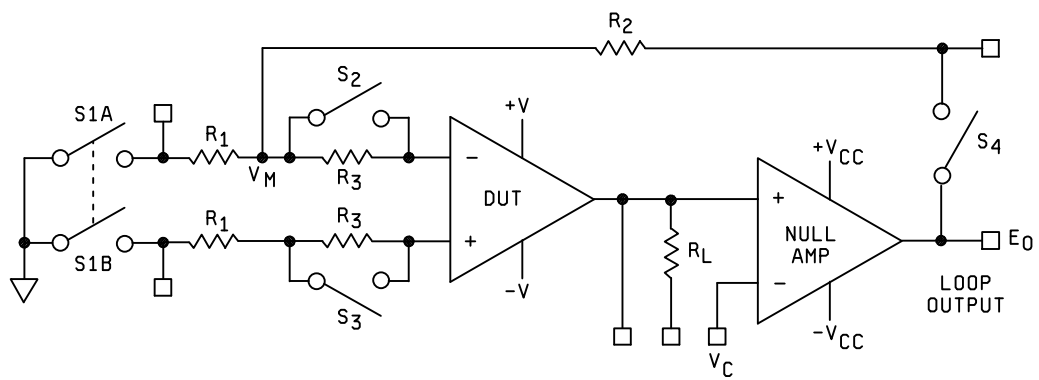 R2
S2
S1A
+V
R1
S4
+VCC
VM
R3
−
DUT
+
R1
R3
NULL
AMP
+
RL
E0
S1B
−
LOOP
OUTPUT
−V
S3
−VCC
VC